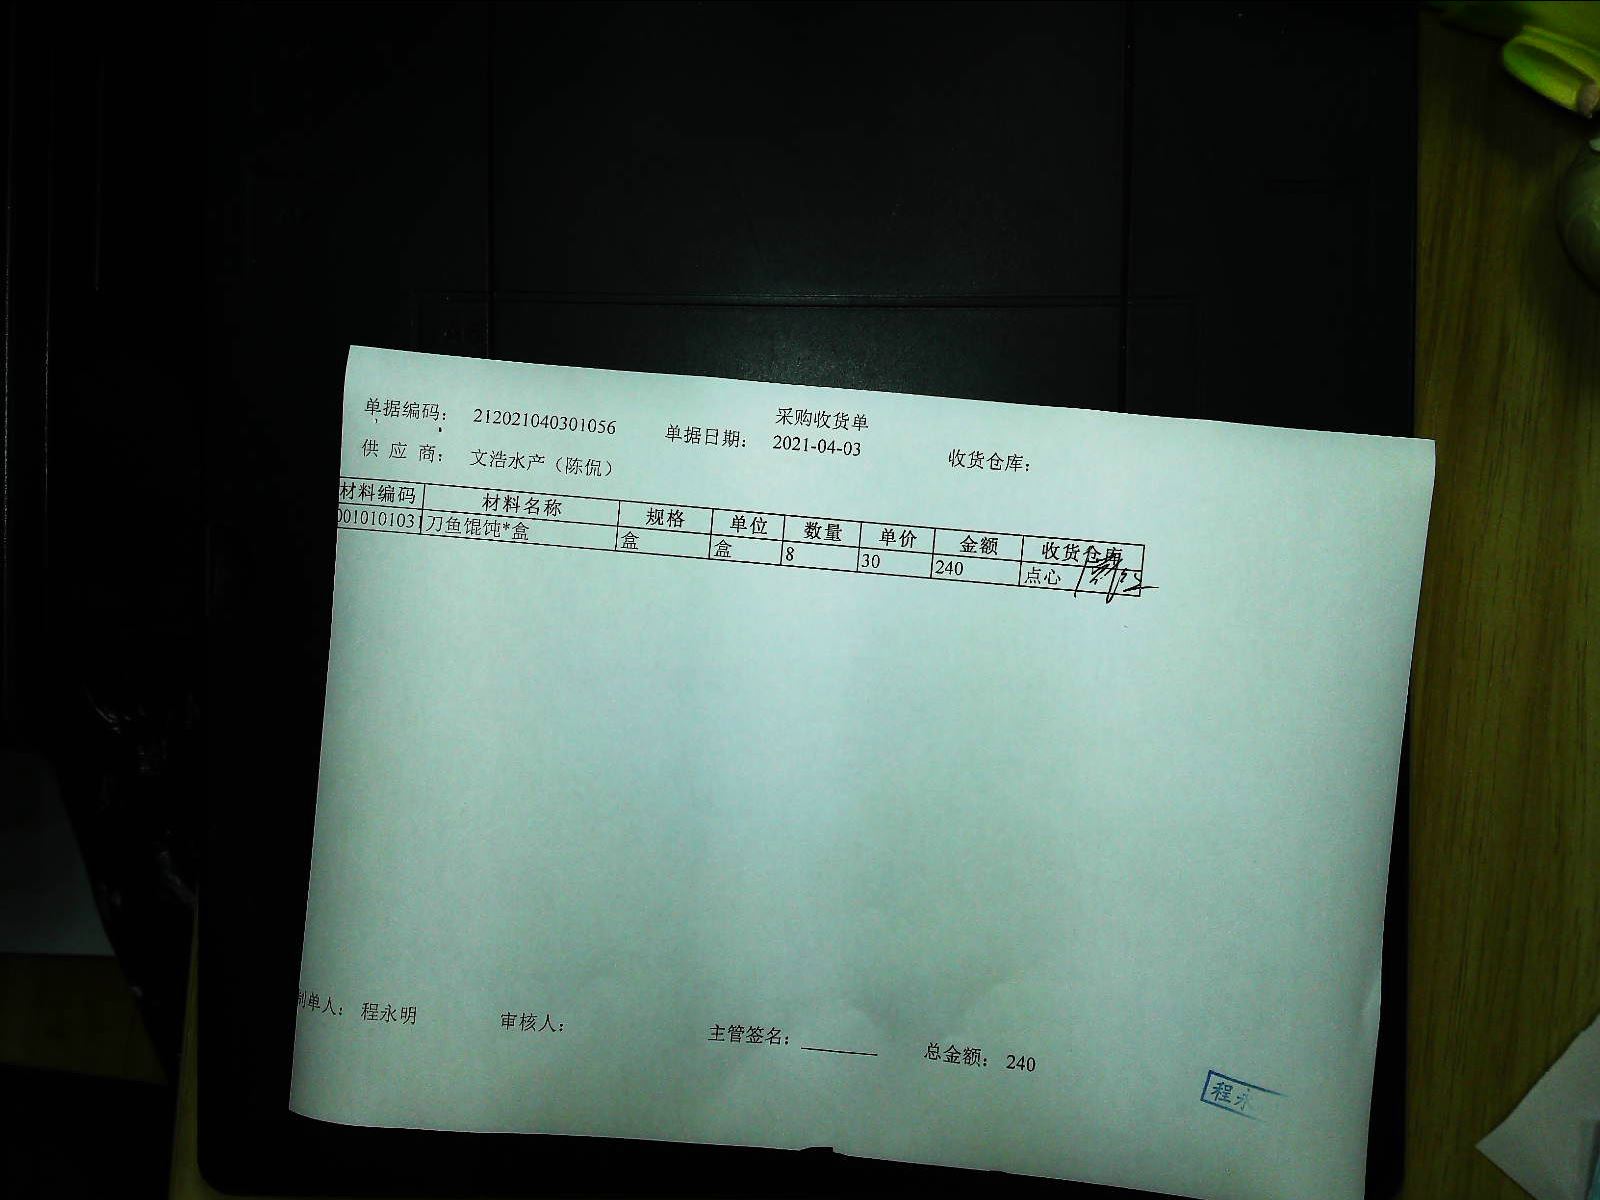 采购收货单
单据编码： 212021040301056 单据日期： 2021-04-03 收货仓库：
供 应 商： 文浩水产（陈侃）
材料编码 材料名称 规格 单位 数量 单价 金额 收货仓库
001010103 刀鱼馄饨*盒 盒 盒 8 30 240 点心
制单人： 程永明 审核人： 主管签名： 总金额： 240
程永